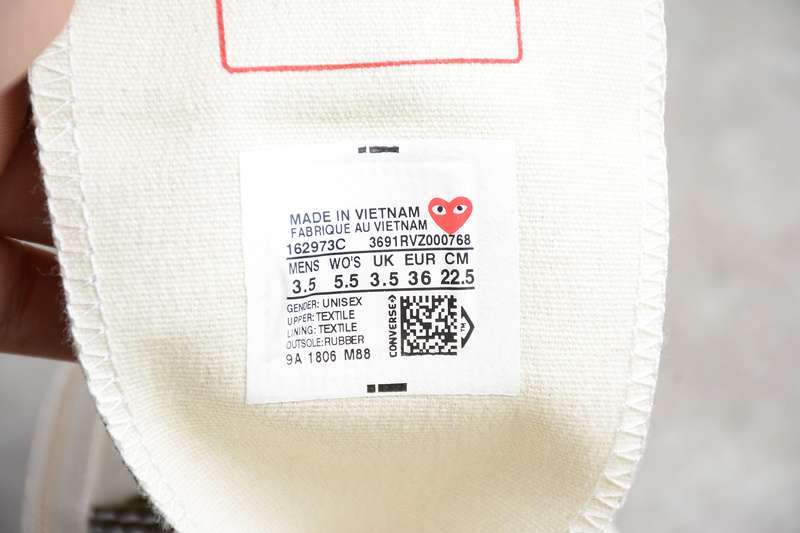 MADE IN VIETNAM
FABRIQUE AU VIETNAM
162973C 3691RVZ000768
MENS WO'S UK EUR CM
3.5 5.5 3.5 36 22.5
GENDER: UNISEX
UPPER: TEXTILE
LINING: TEXTILE
OUTSOLE: RUBBER
9A 1806 M88
CONVERSE
TM